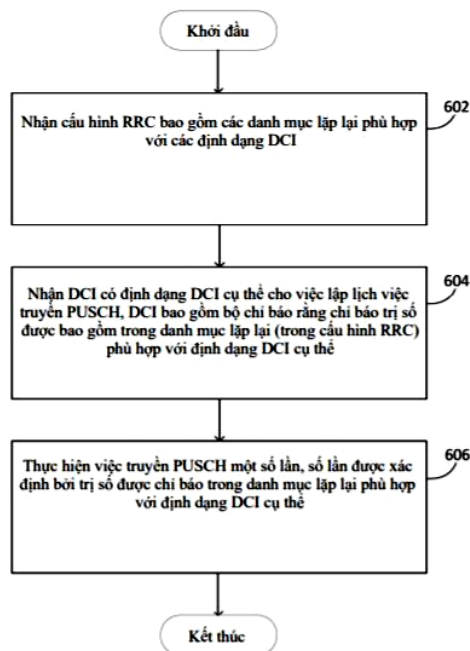 Khởi đầu
602
Nhận cấu hình RRC bao gồm các danh mục lặp lại phù hợp
với các định dạng DCI
604
Nhận DCI có định dạng DCI cụ thể cho việc lập lịch việc
truyền PUSCH, DCI bao gồm bộ chỉ báo rằng chỉ báo trị số
được bao gồm trong danh mục lặp lại (trong cấu hình RRC)
phù hợp với định dạng DCI cụ thể
606
Thực hiện việc truyền PUSCH một số lần, số lần được xác
định bởi trị số được chỉ báo trong danh mục lặp lại phù hợp
với định dạng DCI cụ thể
Kết thúc